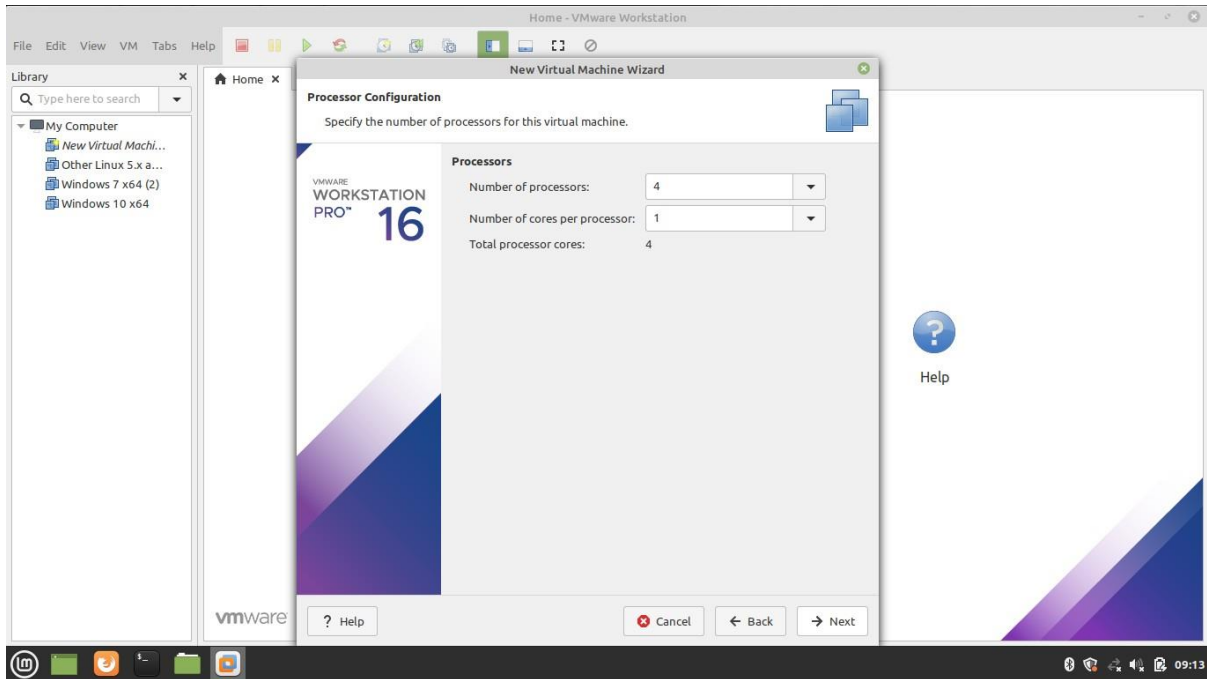 Home - VMware Workstation
File Edit View VM Tabs Help
Library
Type here to search
My Computer
New Virtual Machi...
Other Linux 5.x a...
Windows 7 x64 (2)
Windows 10 x64
Home
New Virtual Machine Wizard
Processor Configuration
Specify the number of processors for this virtual machine.
VMWARE
WORKSTATION
PRO™ 16
Processors
Number of processors: 4
Number of cores per processor: 1
Total processor cores: 4
? Help
Cancel
Back
Next
?
Help
vmware
09:13